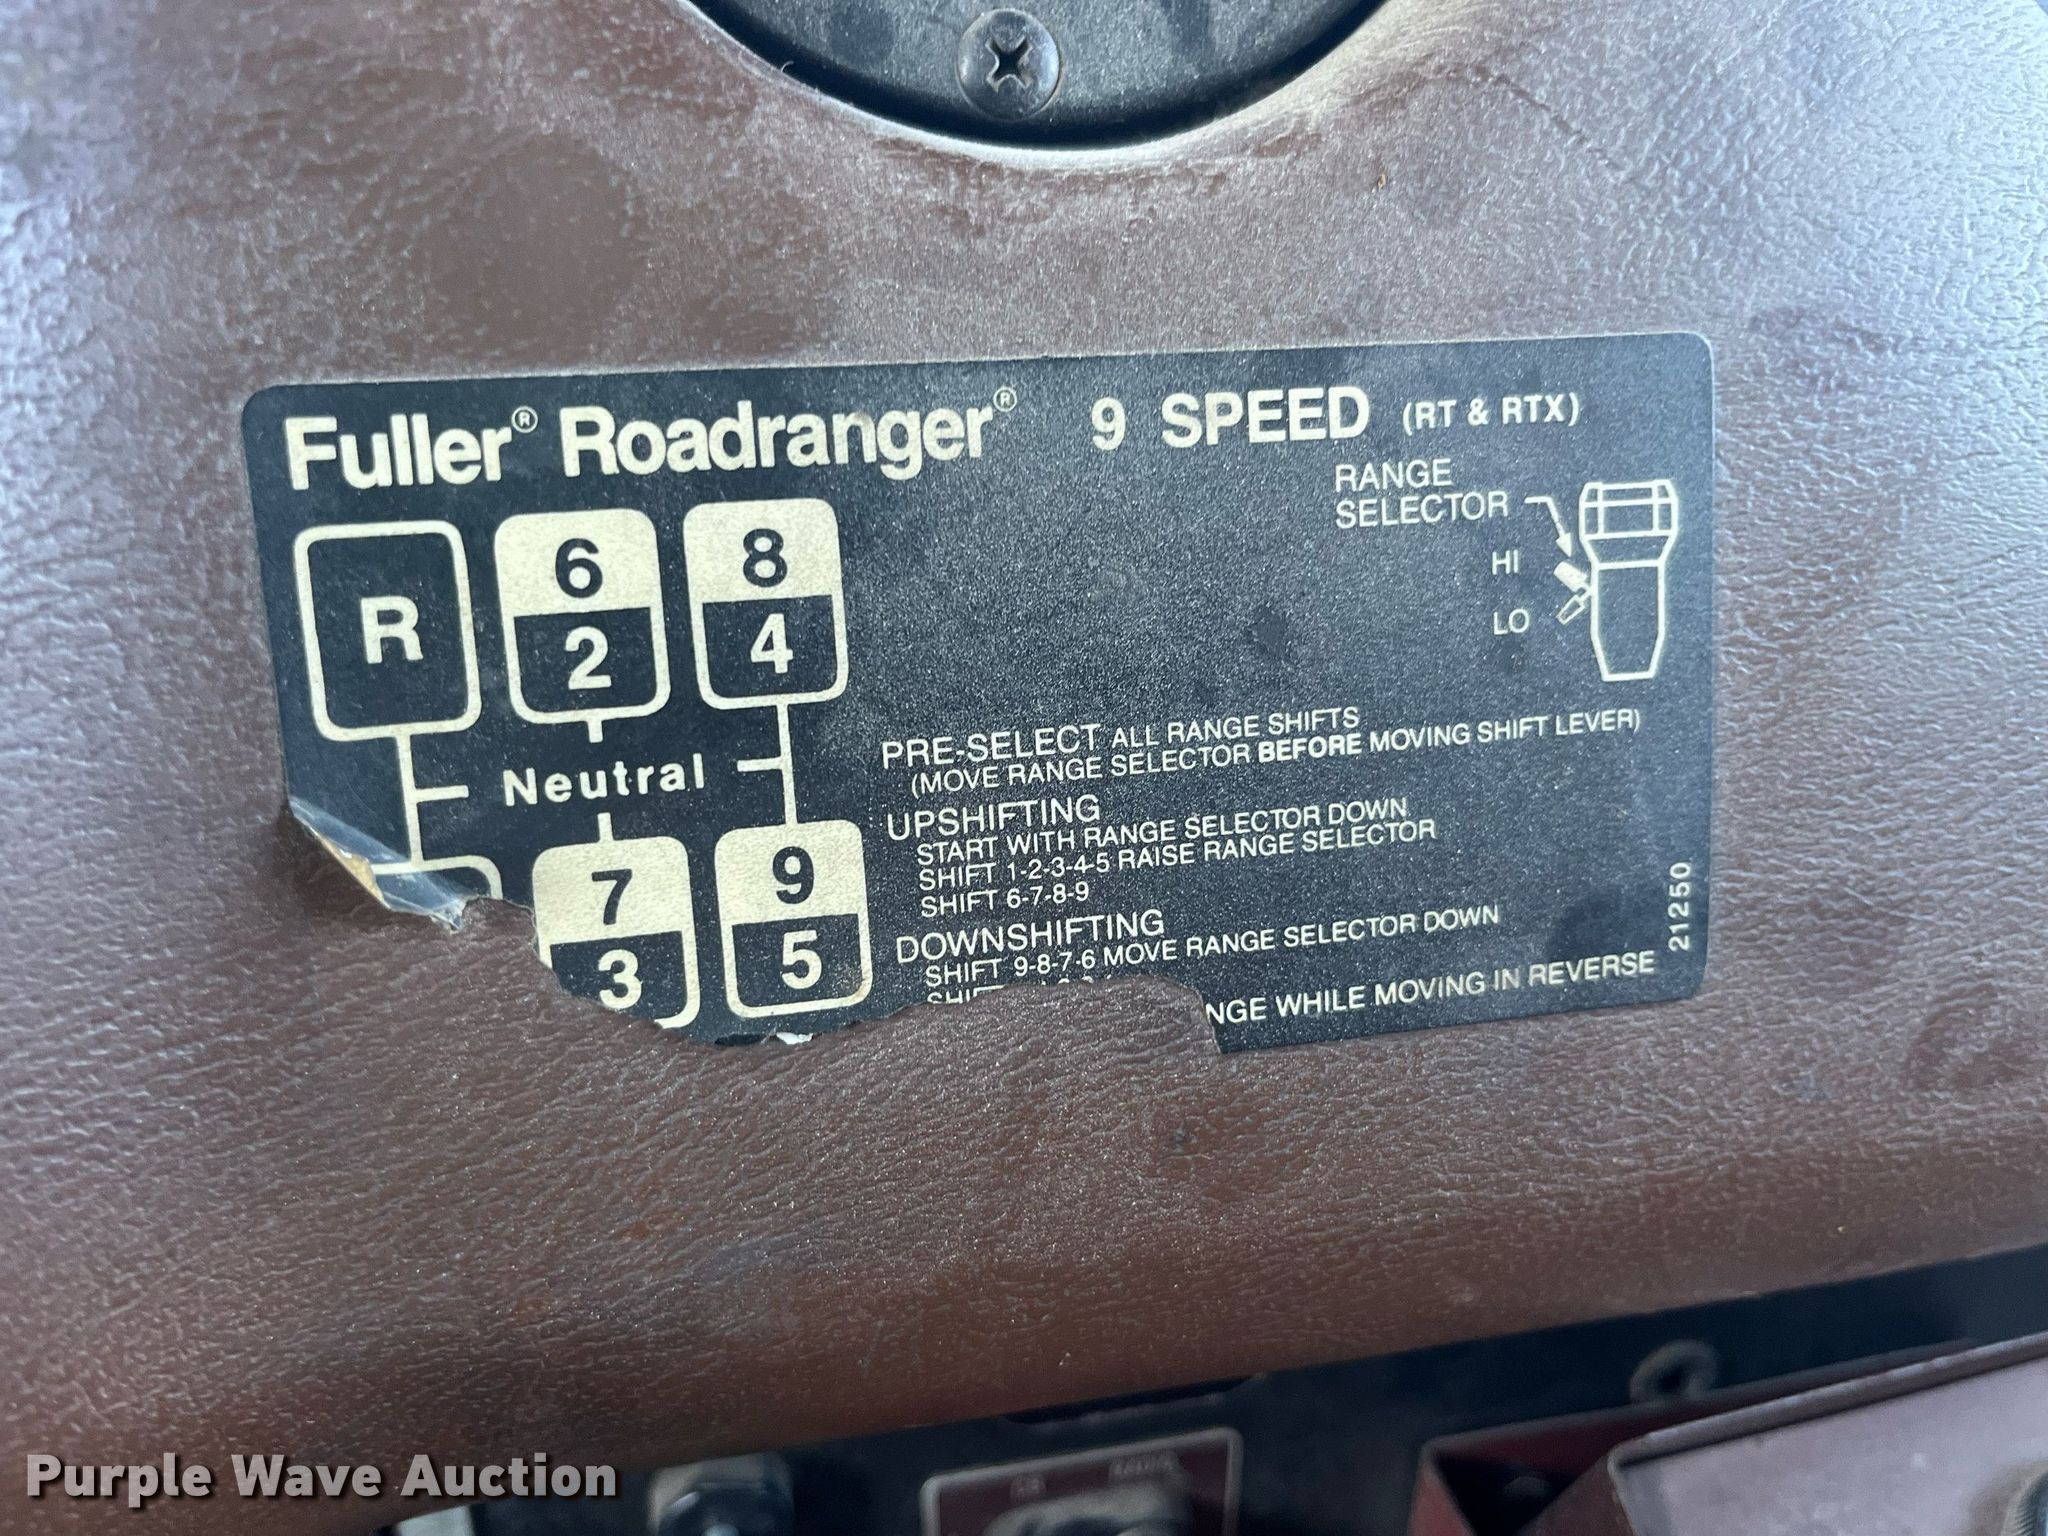 Fuller® Roadranger® 9 SPEED (RT & RTX)
RANGE
SELECTOR
HI
LO
R 6 8
2 4
Neutral
7 9
3 5
PRE-SELECT ALL RANGE SHIFTS
(MOVE RANGE SELECTOR BEFORE MOVING SHIFT LEVER)
UPSHIFTING
START WITH RANGE SELECTOR DOWN
SHIFT 1-2-3-4-5 RAISE RANGE SELECTOR
SHIFT 6-7-8-9
DOWNSHIFTING
SHIFT 9-8-7-6 MOVE RANGE SELECTOR DOWN
NGE WHILE MOVING IN REVERSE
21250
Purple Wave Auction